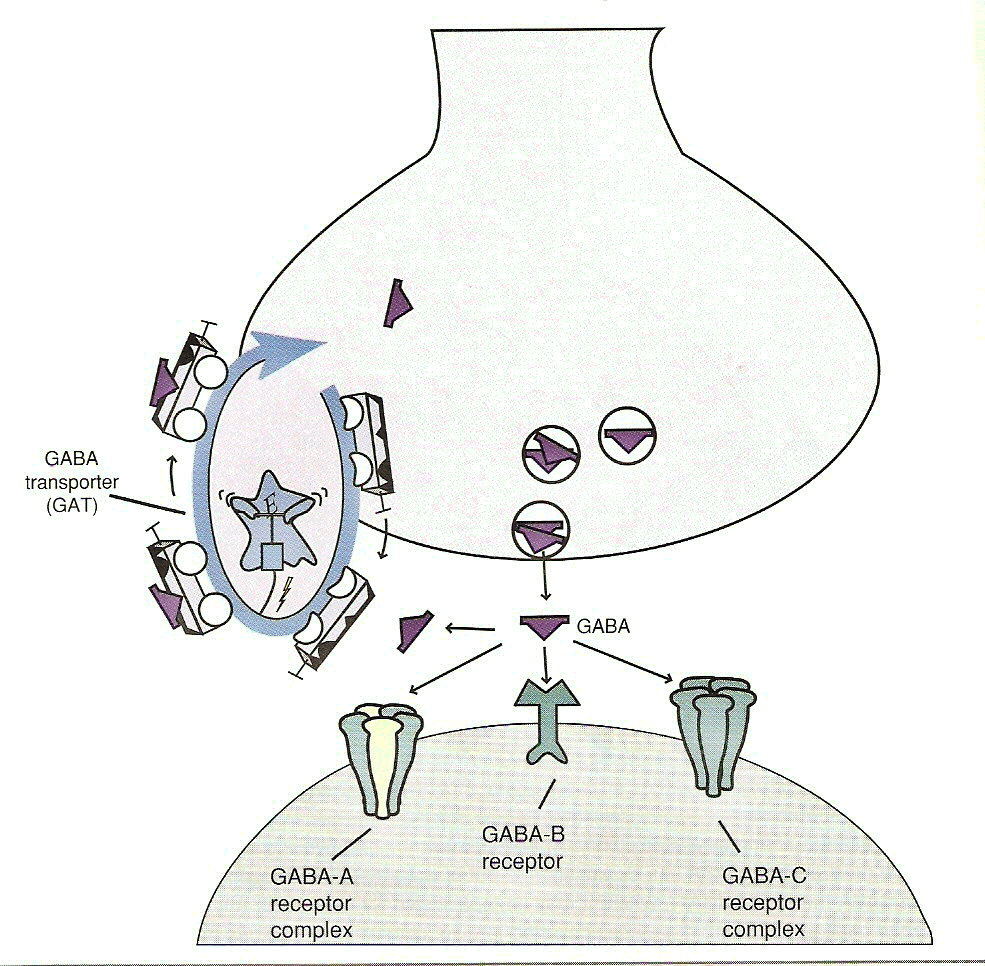 GABA
transporter
(GAT)
E
GABA
GABA-B
receptor
GABA-A
receptor
complex
GABA-C
receptor
complex